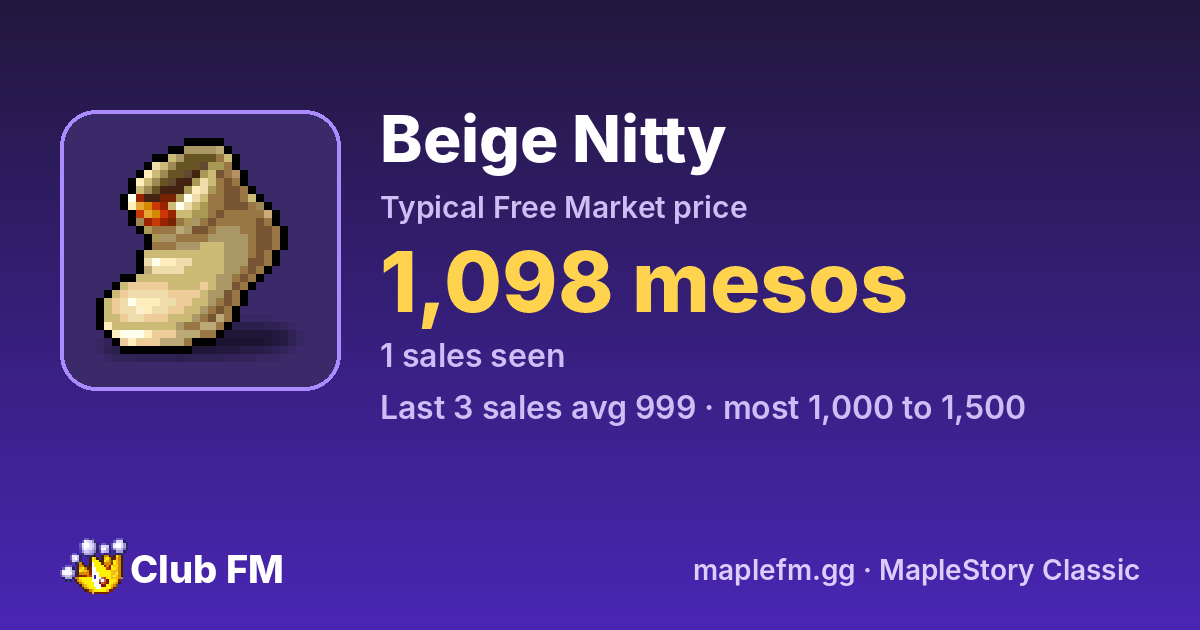 Beige Nitty
Typical Free Market price
1,098 mesos
1 sales seen
Last 3 sales avg 999 · most 1,000 to 1,500
Club FM
maplefm.gg · MapleStory Classic